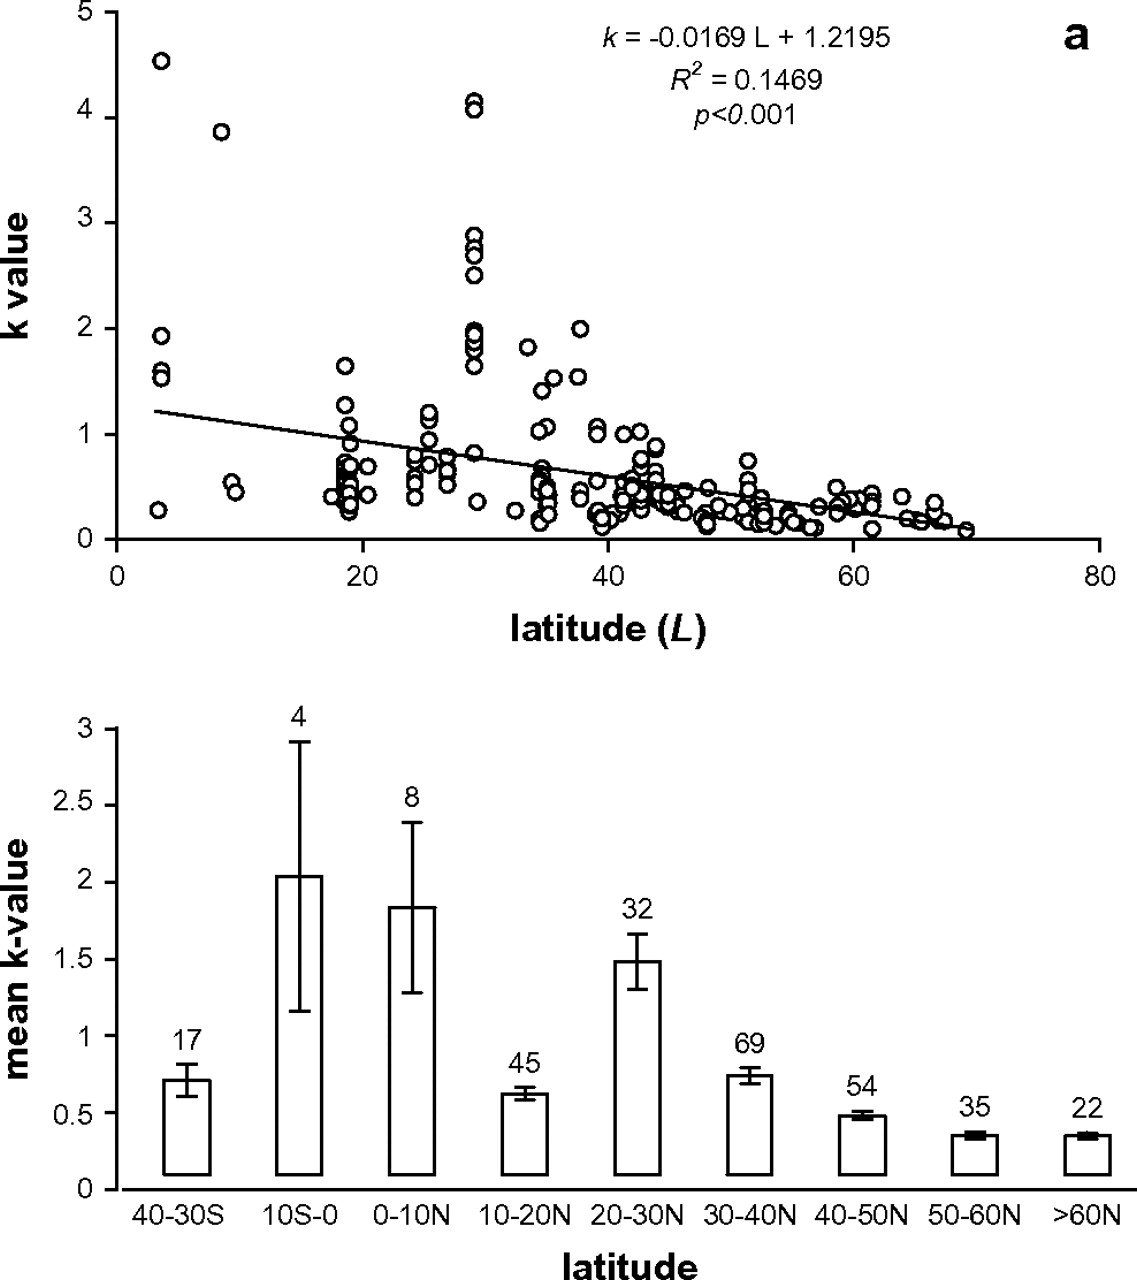 5
4
3
2
1
0
k value
k = -0.0169 L + 1.2195
R² = 0.1469
p<0.001
a
0 20 40 60 80
latitude (L)
3
2.5
2
1.5
1
0.5
0
mean k-value
17 4 8 45 32 69 54 35 22
40-30S 10S-0 0-10N 10-20N 20-30N 30-40N 40-50N 50-60N >60N
latitude